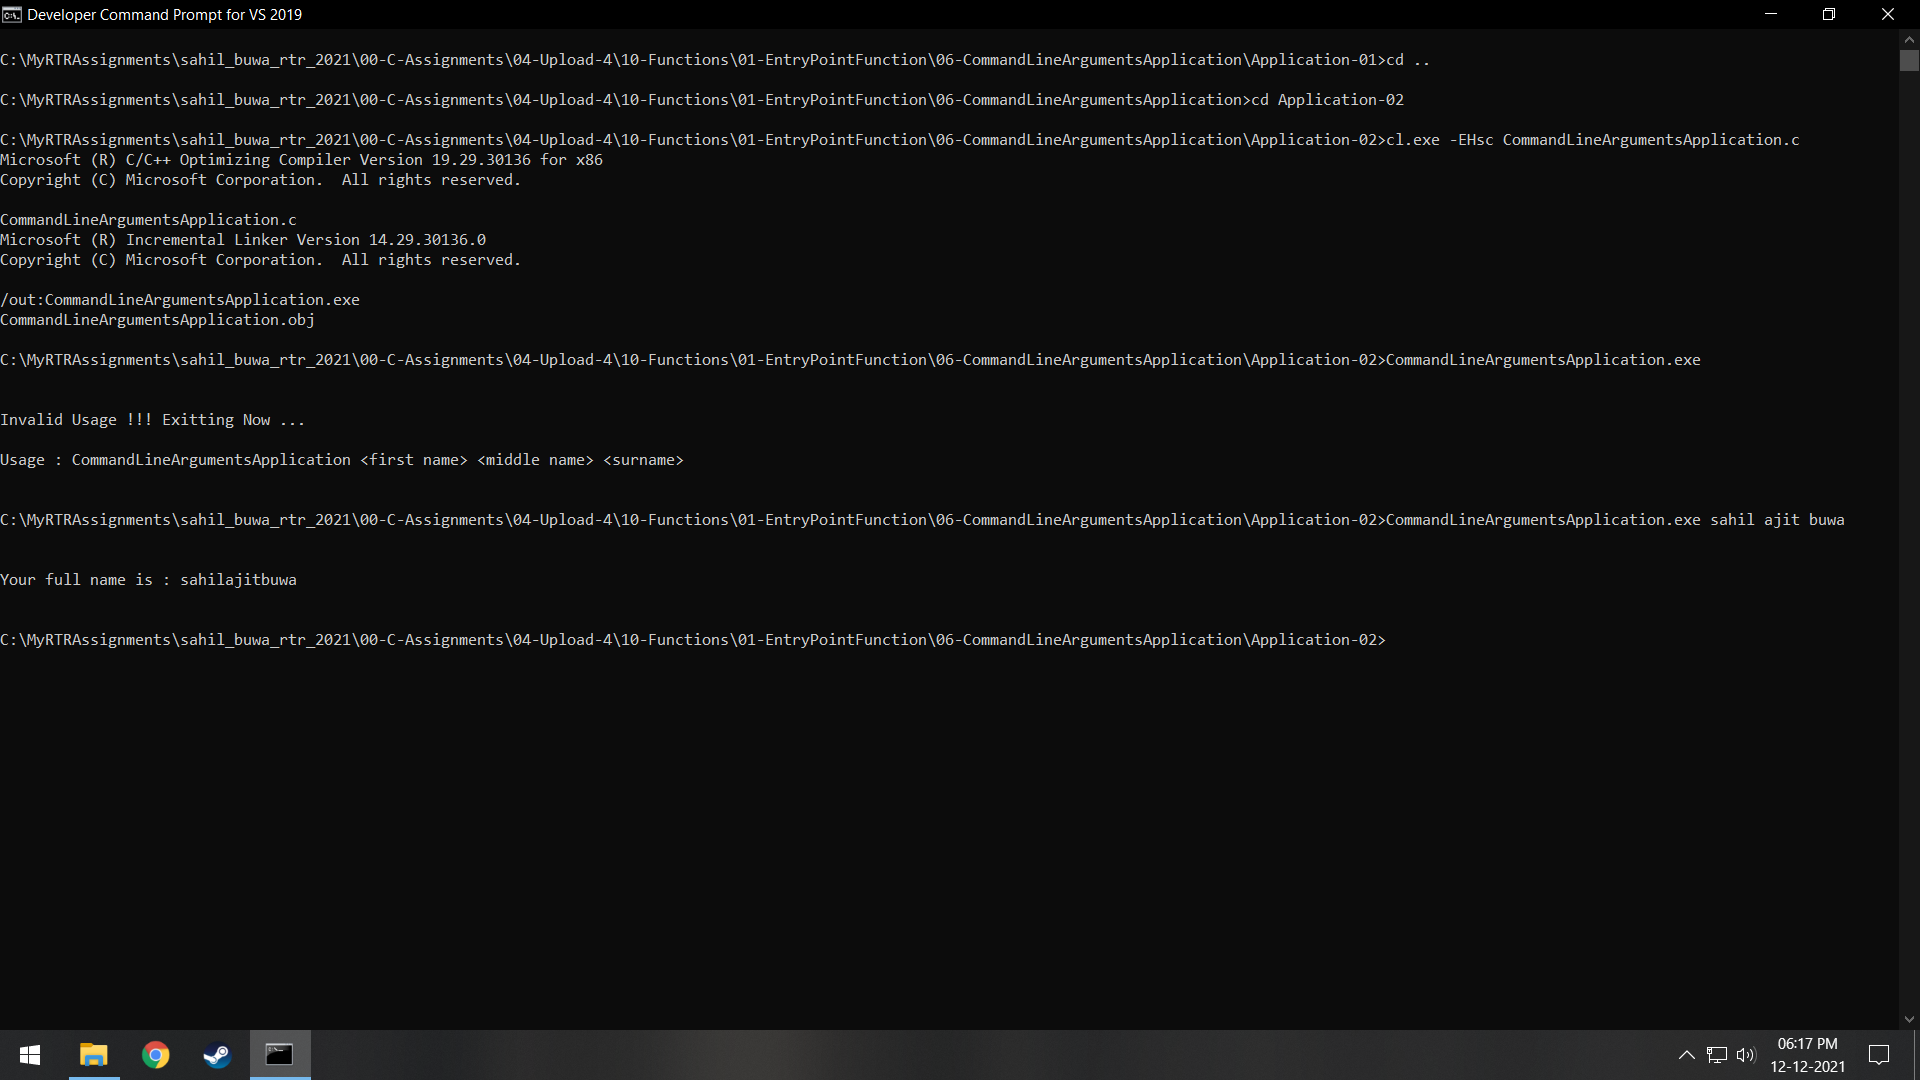 Developer Command Prompt for VS 2019
C:\MyRTRAssignments\sahil_buwa_rtr_2021\00-C-Assignments\04-Upload-4\10-Functions\01-EntryPointFunction\06-CommandLineArgumentsApplication\Application-01>cd ..
C:\MyRTRAssignments\sahil_buwa_rtr_2021\00-C-Assignments\04-Upload-4\10-Functions\01-EntryPointFunction\06-CommandLineArgumentsApplication>cd Application-02
C:\MyRTRAssignments\sahil_buwa_rtr_2021\00-C-Assignments\04-Upload-4\10-Functions\01-EntryPointFunction\06-CommandLineArgumentsApplication\Application-02>cl.exe -EHsc CommandLineArgumentsApplication.c
Microsoft (R) C/C++ Optimizing Compiler Version 19.29.30136 for x86
Copyright (C) Microsoft Corporation.  All rights reserved.
CommandLineArgumentsApplication.c
Microsoft (R) Incremental Linker Version 14.29.30136.0
Copyright (C) Microsoft Corporation.  All rights reserved.
/out:CommandLineArgumentsApplication.exe
CommandLineArgumentsApplication.obj
C:\MyRTRAssignments\sahil_buwa_rtr_2021\00-C-Assignments\04-Upload-4\10-Functions\01-EntryPointFunction\06-CommandLineArgumentsApplication\Application-02>CommandLineArgumentsApplication.exe
Invalid Usage !!! Exitting Now ...
Usage : CommandLineArgumentsApplication <first name> <middle name> <surname>
C:\MyRTRAssignments\sahil_buwa_rtr_2021\00-C-Assignments\04-Upload-4\10-Functions\01-EntryPointFunction\06-CommandLineArgumentsApplication\Application-02>CommandLineArgumentsApplication.exe sahil ajit buwa
Your full name is : sahilajitbuwa
C:\MyRTRAssignments\sahil_buwa_rtr_2021\00-C-Assignments\04-Upload-4\10-Functions\01-EntryPointFunction\06-CommandLineArgumentsApplication\Application-02>
06:17 PM
12-12-2021